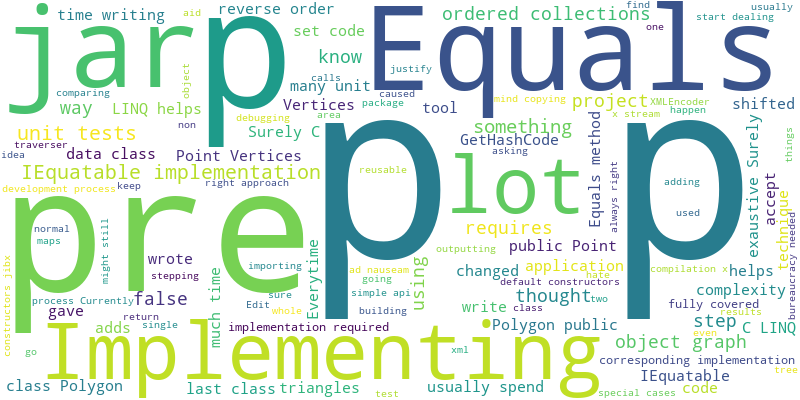 jarp
p
Equals
time writing
reverse order
aid
ordered collections
find
usually
start dealing
set code
know
one
object
calls
justify
comparing
many unit
caused
mind copying
XMLEncoder
way
LINQ helps
Vertices
package
tool
project
shifted
happen
debugging
area
x stream
unit tests
non
Surely C
something
traverser
data class
Point Vertices
GetHashCode
idea
asking
things
IEquatable implementation
lot
Equals method
always right
exaustive Surely
technique
accept
bureaucracy needed
reusable
development process
keep
right approach
adding
pre
p
p
used
normal
maps
might still
requires
public Point
outputting
wrote
Everytime
importing
ad nauseam
going
using
changed
application
compilation x
helps
stepping
default constructors
hate
process Currently
sure
simple api
thought
two
complexity
constructors jibx
false
Edit
whole
building
write
class
fully covered
gave
return
much time
results
adds
single
implementation required
Polygon public
step
C LINQ
even
go
Implementing
xml
object graph
corresponding implementation
tree
IEquatable
class Polygon
last class
triangles
test
usually spend
special cases
code